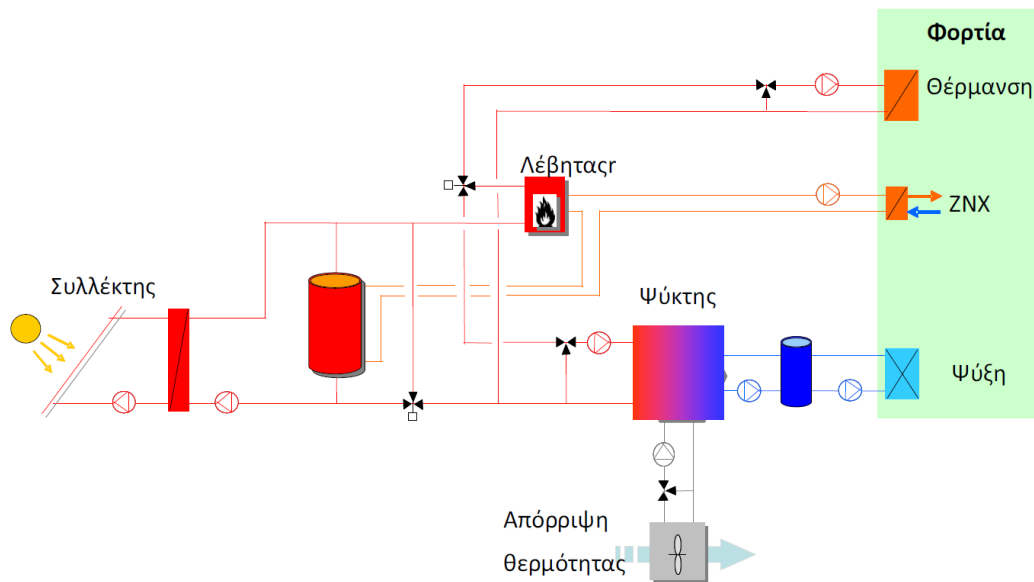 Φορτία
Θέρμανση
Λέβηταςr
ΖΝΧ
Συλλέκτης
Ψύκτης
Ψύξη
Απόρριψη
θερμότητας